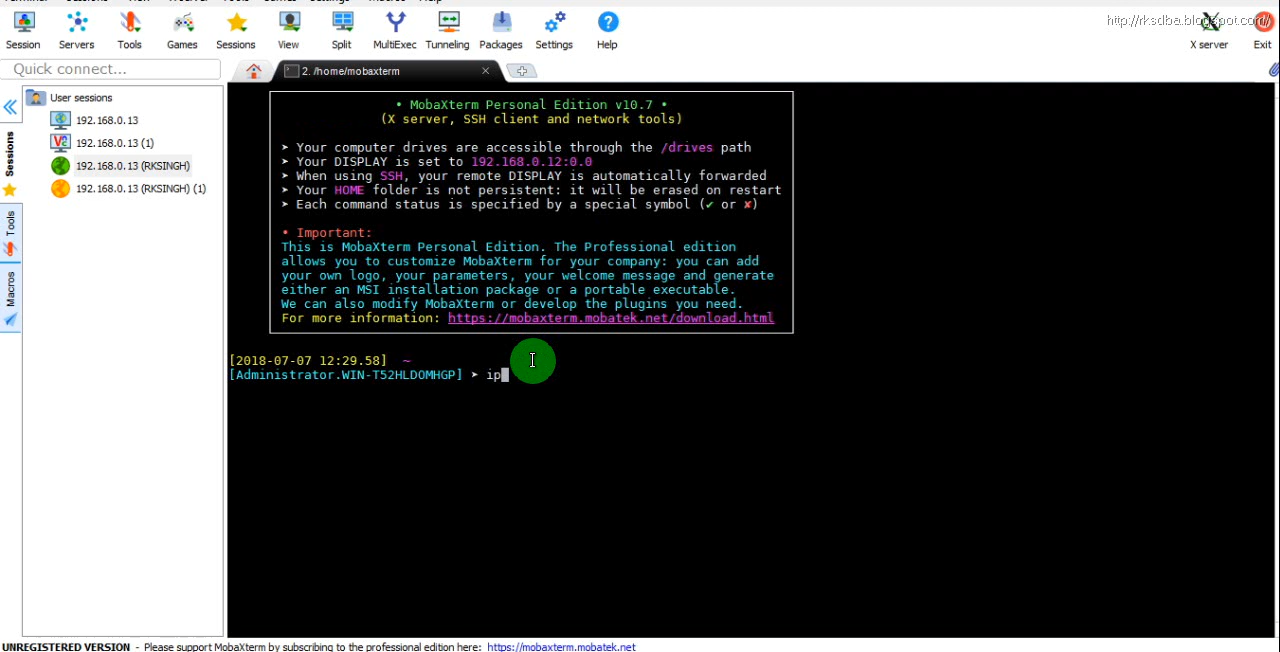 http://rksdba.blogspot.com/
Session Servers Tools Games Sessions View Split MultiExec Tunneling Packages Settings Help X server Exit
Quick connect...
2. /home/mobaxterm
User sessions
192.168.0.13
192.168.0.13 (1)
192.168.0.13 (RKSINGH)
192.168.0.13 (RKSINGH) (1)
Sessions
Tools
Macros
• MobaXterm Personal Edition v10.7 •
(X server, SSH client and network tools)
➤ Your computer drives are accessible through the /drives path
➤ Your DISPLAY is set to 192.168.0.12:0.0
➤ When using SSH, your remote DISPLAY is automatically forwarded
➤ Your HOME folder is not persistent: it will be erased on restart
➤ Each command status is specified by a special symbol (✔ or ✘)
• Important:
This is MobaXterm Personal Edition. The Professional edition
allows you to customize MobaXterm for your company: you can add
your own logo, your parameters, your welcome message and generate
either an MSI installation package or a portable executable.
We can also modify MobaXterm or develop the plugins you need.
For more information: https://mobaxterm.mobatek.net/download.html
[2018-07-07 12:29.58] ~
[Administrator.WIN-T52HLDOMHGP] ➤ ip
UNREGISTERED VERSION - Please support MobaXterm by subscribing to the professional edition here: https://mobaxterm.mobatek.net